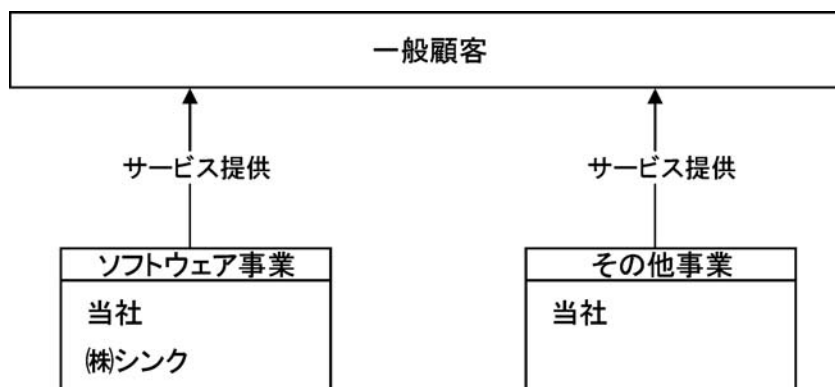 一般顧客
サービス提供
サービス提供
ソフトウェア事業
当社
㈱シンク
その他事業
当社